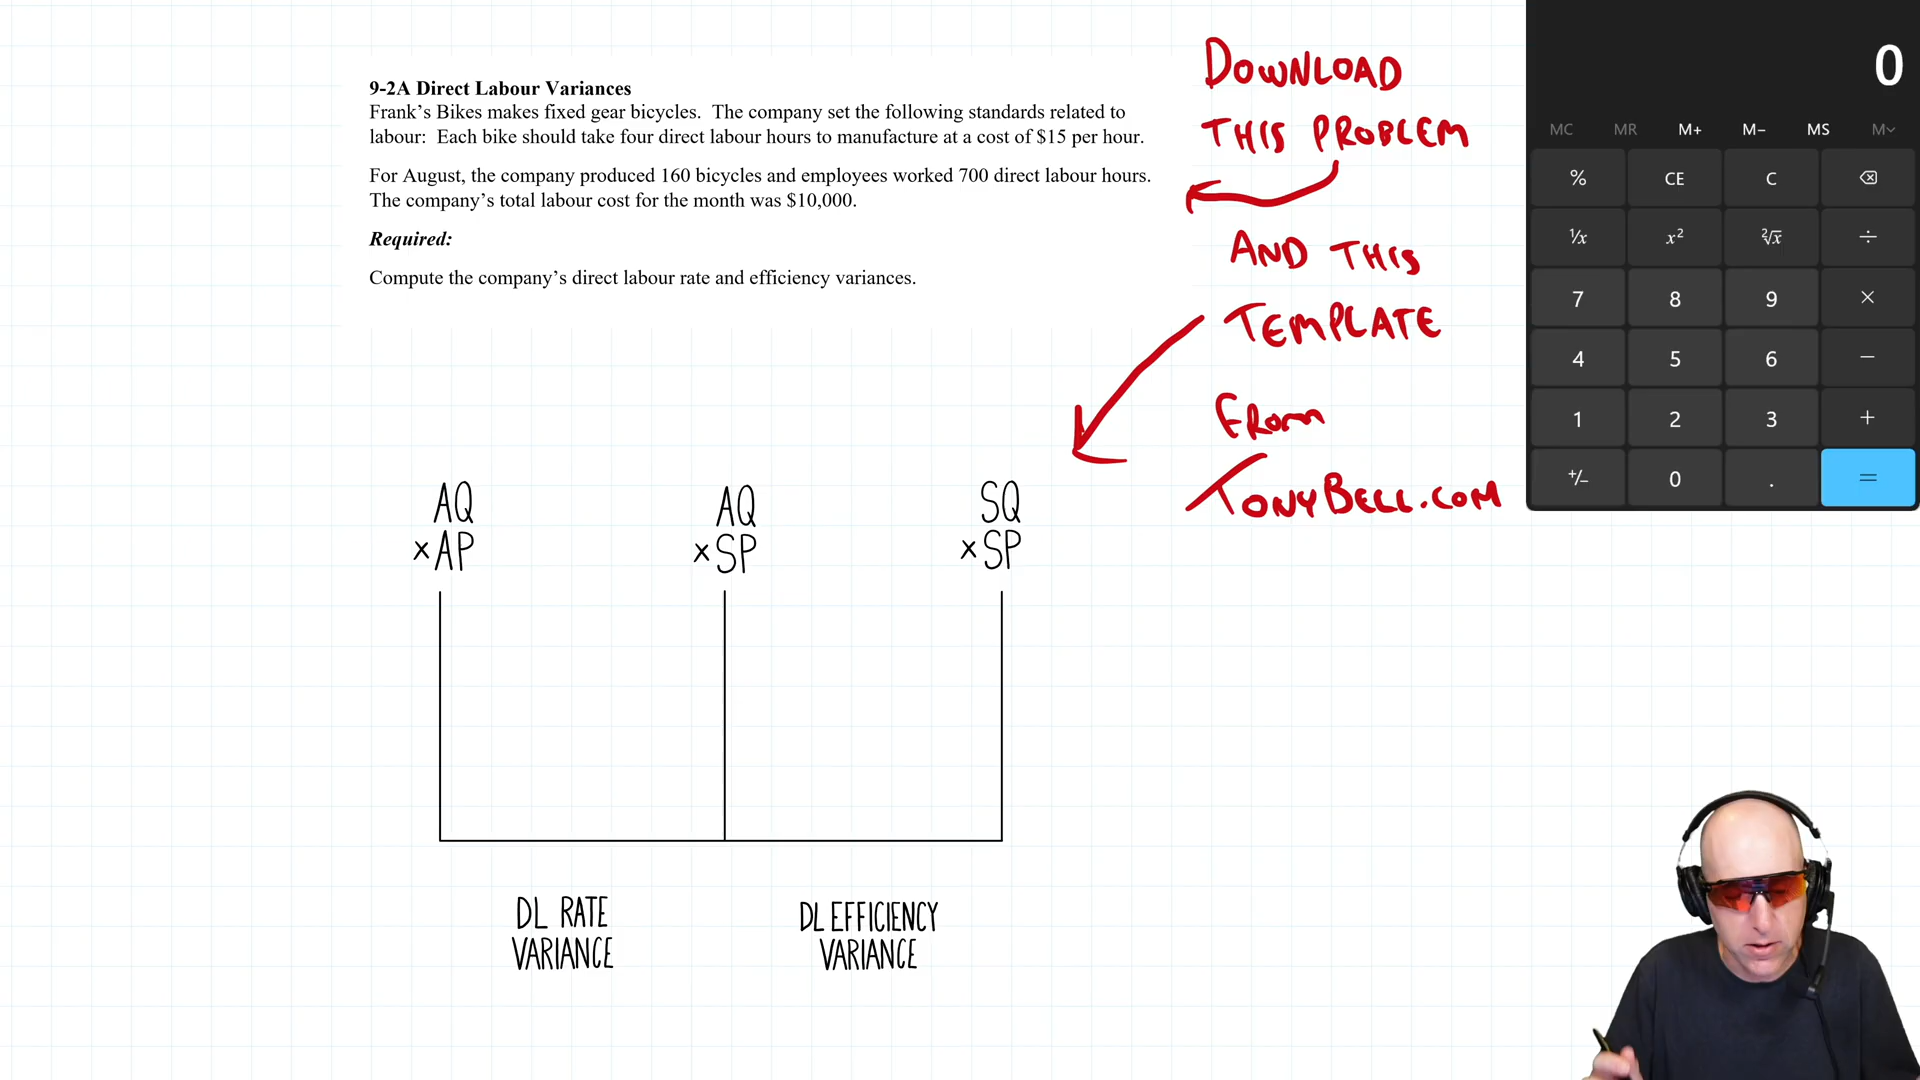 9-2A Direct Labour Variances
Frank's Bikes makes fixed gear bicycles.  The company set the following standards related to
labour:  Each bike should take four direct labour hours to manufacture at a cost of $15 per hour.
For August, the company produced 160 bicycles and employees worked 700 direct labour hours.
The company's total labour cost for the month was $10,000.
Required:
Compute the company's direct labour rate and efficiency variances.
DOWNLOAD
THIS PROBLEM
AND THIS
TEMPLATE
FROM
TONYBELL.COM
AQ
×AP
AQ
×SP
SQ
×SP
DL RATE
VARIANCE
DL EFFICIENCY
VARIANCE
0
MC MR M+ M− MS M˅
% CE C ⌫
¹/x x² ²√x ÷
7 8 9 ×
4 5 6 −
1 2 3 +
+/− 0 . =